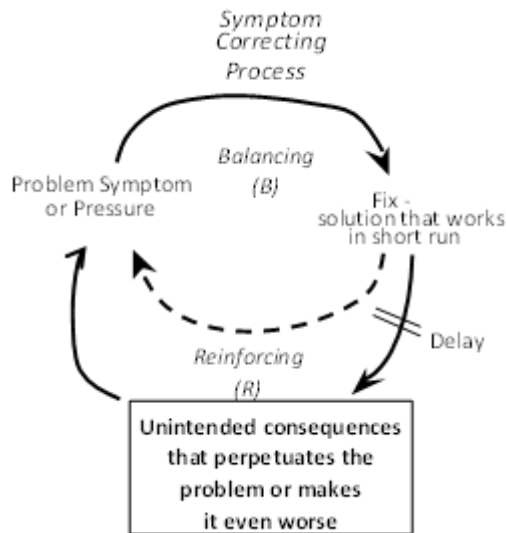 Symptom
Correcting
Process
Balancing
(B)
Problem Symptom
or Pressure
Fix -
solution that works
in short run
Delay
Reinforcing
(R)
Unintended consequences
that perpetuates the
problem or makes
it even worse